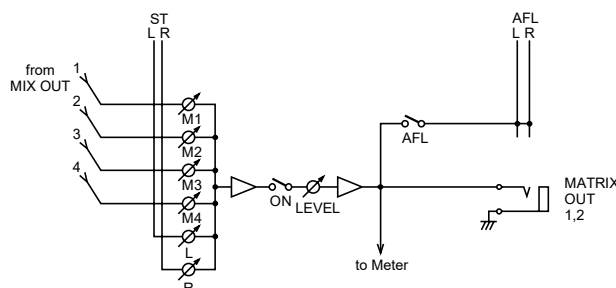 ST
L R
AFL
L R
from
MIX OUT
1
2
3
4
M1
M2
M3
M4
L
R
ON
LEVEL
AFL
to Meter
MATRIX
OUT
1,2